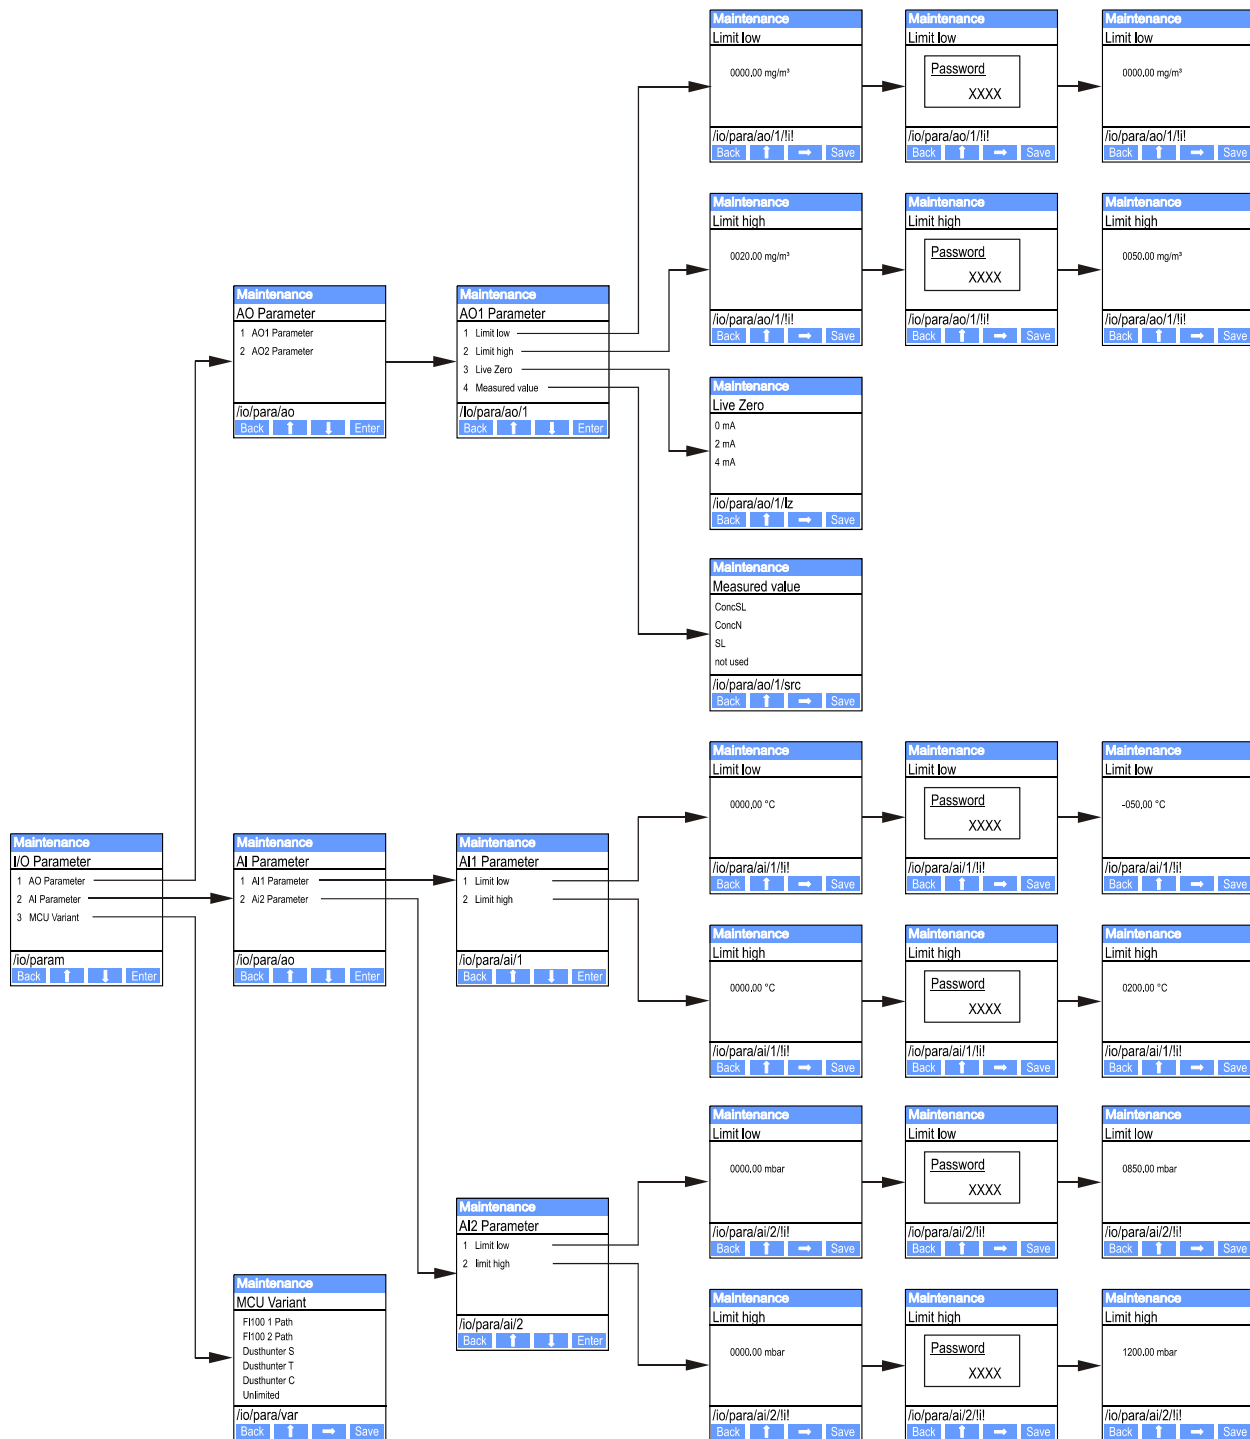 Maintenance
Limit low
0000.00 mg/m³
/io/para/ao/1/!i!
Back Save
Maintenance
Limit low
Password
XXXX
/io/para/ao/1/!i!
Back Save
Maintenance
Limit low
0000.00 mg/m³
/io/para/ao/1/!i!
Back Save
Maintenance
Limit high
0020.00 mg/m³
/io/para/ao/1/!i!
Back Save
Maintenance
Limit high
Password
XXXX
/io/para/ao/1/!i!
Back Save
Maintenance
Limit high
0050.00 mg/m³
/io/para/ao/1/!i!
Back Save
Maintenance
AO Parameter
1 AO1 Parameter
2 AO2 Parameter
/io/para/ao
Back Enter
Maintenance
AO1 Parameter
1 Limit low
2 Limit high
3 Live Zero
4 Measured value
/Io/para/ao/1
Back Enter
Maintenance
Live Zero
0 mA
2 mA
4 mA
/io/para/ao/1/lz
Back Save
Maintenance
Measured value
ConcSL
ConcN
SL
not used
/io/para/ao/1/src
Back Save
Maintenance
Limit low
0000,00 °C
/io/para/ai/1/!i!
Back Save
Maintenance
Limit low
Password
XXXX
/io/para/ai/1/!i!
Back Save
Maintenance
Limit low
-050,00 °C
/io/para/ai/1/!i!
Back Save
Maintenance
I/O Parameter
1 AO Parameter
2 AI Parameter
3 MCU Variant
/io/param
Back Enter
Maintenance
AI Parameter
1 AI1 Parameter
2 Ai2 Parameter
/io/para/ao
Back Enter
Maintenance
AI1 Parameter
1 Limit low
2 Limit high
/io/para/ai/1
Back Enter
Maintenance
Limit high
0000.00 °C
/io/para/ai/1/!i!
Back Save
Maintenance
Limit high
Password
XXXX
/io/para/ai/1/!i!
Back Save
Maintenance
Limit high
0200.00 °C
/io/para/ai/1/!i!
Back Save
Maintenance
Limit low
0000.00 mbar
/io/para/ai/2/!i!
Back Save
Maintenance
Limit low
Password
XXXX
/io/para/ai/2/!i!
Back Save
Maintenance
Limit low
0850.00 mbar
/io/para/ai/2/!i!
Back Save
Maintenance
AI2 Parameter
1 Limit low
2 limit high
/io/para/ai/2
Back Enter
Maintenance
MCU Variant
Fl100 1 Path
Fl100 2 Path
Dusthunter S
Dusthunter T
Dusthunter C
Unlimited
/io/para/var
Back Save
Maintenance
Limit high
0000.00 mbar
/io/para/ai/2/!i!
Back Save
Maintenance
Limit high
Password
XXXX
/io/para/ai/2/!i!
Back Save
Maintenance
Limit high
1200.00 mbar
/io/para/ai/2/!i!
Back Save